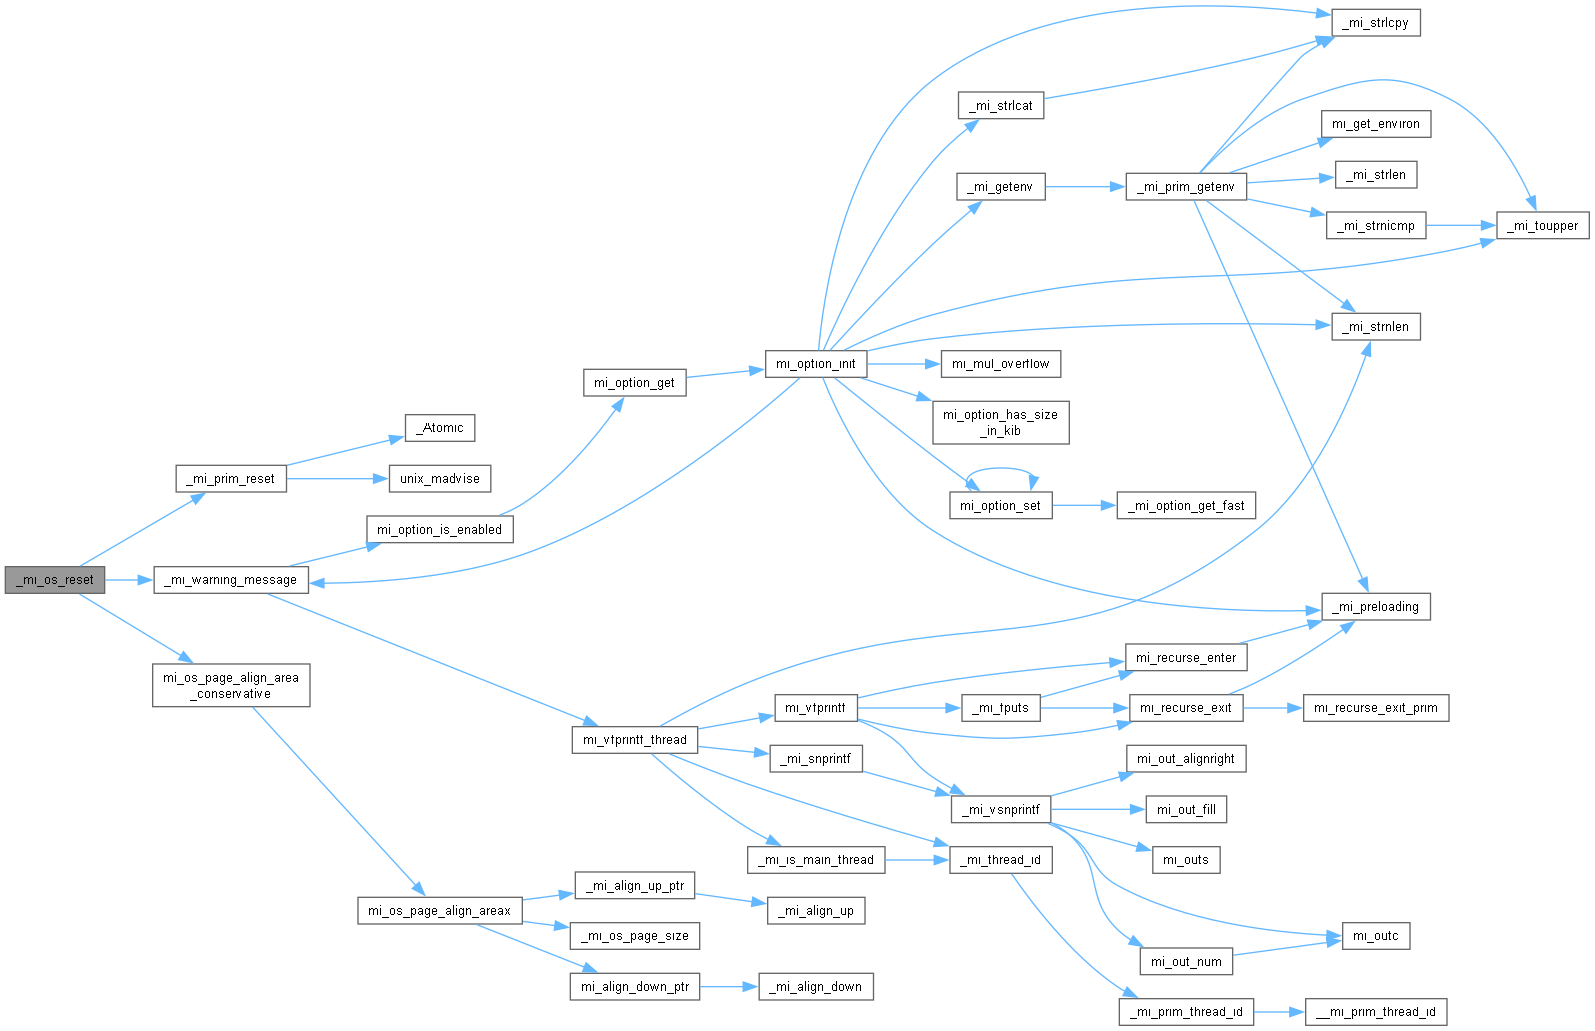 _mi_os_reset
_mi_prim_reset
_Atomic
unix_madvise
_mi_warning_message
mi_option_is_enabled
mi_option_get
mi_option_init
_mi_strlcpy
_mi_strlcat
_mi_getenv
_mi_prim_getenv
mi_get_environ
_mi_strlen
_mi_strnicmp
_mi_toupper
_mi_strnlen
mi_mul_overflow
mi_option_has_size
_in_kib
mi_option_set
_mi_option_get_fast
_mi_preloading
mi_vfprintf_thread
mi_vfprintf
_mi_fputs
mi_recurse_enter
mi_recurse_exit
mi_recurse_exit_prim
_mi_snprintf
_mi_vsnprintf
mi_out_alignright
mi_out_fill
mi_outs
mi_outc
mi_out_num
_mi_is_main_thread
_mi_thread_id
_mi_prim_thread_id
__mi_prim_thread_id
mi_os_page_align_area
_conservative
mi_os_page_align_areax
_mi_align_up_ptr
_mi_align_up
_mi_os_page_size
mi_align_down_ptr
_mi_align_down